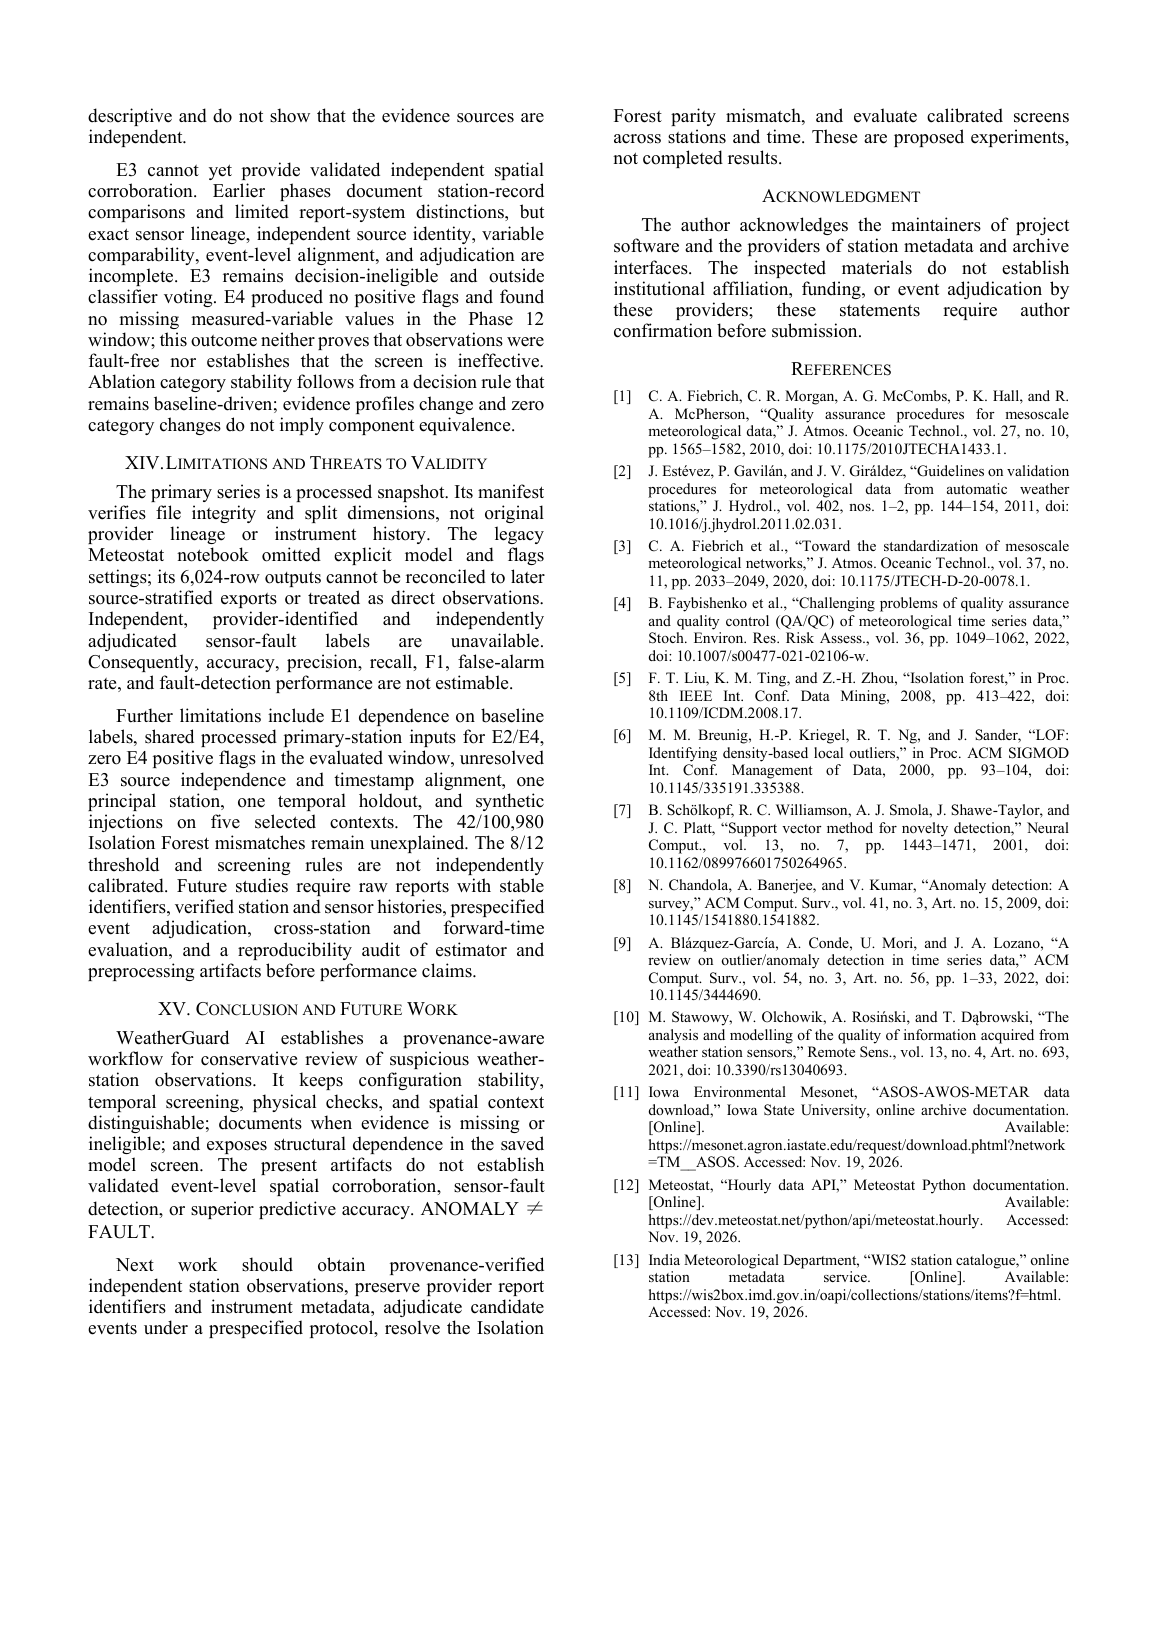 descriptive and do not show that the evidence sources are
independent.
E3 cannot yet provide validated independent spatial
corroboration. Earlier phases document station-record
comparisons and limited report-system distinctions, but
exact sensor lineage, independent source identity, variable
comparability, event-level alignment, and adjudication are
incomplete. E3 remains decision-ineligible and outside
classifier voting. E4 produced no positive flags and found
no missing measured-variable values in the Phase 12
window; this outcome neither proves that observations were
fault-free nor establishes that the screen is ineffective.
Ablation category stability follows from a decision rule that
remains baseline-driven; evidence profiles change and zero
category changes do not imply component equivalence.
XIV. LIMITATIONS AND THREATS TO VALIDITY
The primary series is a processed snapshot. Its manifest
verifies file integrity and split dimensions, not original
provider lineage or instrument history. The legacy
Meteostat notebook omitted explicit model and flags
settings; its 6,024-row outputs cannot be reconciled to later
source-stratified exports or treated as direct observations.
Independent, provider-identified and independently
adjudicated sensor-fault labels are unavailable.
Consequently, accuracy, precision, recall, F1, false-alarm
rate, and fault-detection performance are not estimable.
Further limitations include E1 dependence on baseline
labels, shared processed primary-station inputs for E2/E4,
zero E4 positive flags in the evaluated window, unresolved
E3 source independence and timestamp alignment, one
principal station, one temporal holdout, and synthetic
injections on five selected contexts. The 42/100,980
Isolation Forest mismatches remain unexplained. The 8/12
threshold and screening rules are not independently
calibrated. Future studies require raw reports with stable
identifiers, verified station and sensor histories, prespecified
event adjudication, cross-station and forward-time
evaluation, and a reproducibility audit of estimator and
preprocessing artifacts before performance claims.
XV. CONCLUSION AND FUTURE WORK
WeatherGuard AI establishes a provenance-aware
workflow for conservative review of suspicious weather-
station observations. It keeps configuration stability,
temporal screening, physical checks, and spatial context
distinguishable; documents when evidence is missing or
ineligible; and exposes structural dependence in the saved
model screen. The present artifacts do not establish
validated event-level spatial corroboration, sensor-fault
detection, or superior predictive accuracy. ANOMALY ≠
FAULT.
Next work should obtain provenance-verified
independent station observations, preserve provider report
identifiers and instrument metadata, adjudicate candidate
events under a prespecified protocol, resolve the Isolation
Forest parity mismatch, and evaluate calibrated screens
across stations and time. These are proposed experiments,
not completed results.
ACKNOWLEDGMENT
The author acknowledges the maintainers of project
software and the providers of station metadata and archive
interfaces. The inspected materials do not establish
institutional affiliation, funding, or event adjudication by
these providers; these statements require author
confirmation before submission.
REFERENCES
[1] C. A. Fiebrich, C. R. Morgan, A. G. McCombs, P. K. Hall, and R.
A. McPherson, “Quality assurance procedures for mesoscale
meteorological data,” J. Atmos. Oceanic Technol., vol. 27, no. 10,
pp. 1565–1582, 2010, doi: 10.1175/2010JTECHA1433.1.
[2] J. Estévez, P. Gavilán, and J. V. Giráldez, “Guidelines on validation
procedures for meteorological data from automatic weather
stations,” J. Hydrol., vol. 402, nos. 1–2, pp. 144–154, 2011, doi:
10.1016/j.jhydrol.2011.02.031.
[3] C. A. Fiebrich et al., “Toward the standardization of mesoscale
meteorological networks,” J. Atmos. Oceanic Technol., vol. 37, no.
11, pp. 2033–2049, 2020, doi: 10.1175/JTECH-D-20-0078.1.
[4] B. Faybishenko et al., “Challenging problems of quality assurance
and quality control (QA/QC) of meteorological time series data,”
Stoch. Environ. Res. Risk Assess., vol. 36, pp. 1049–1062, 2022,
doi: 10.1007/s00477-021-02106-w.
[5] F. T. Liu, K. M. Ting, and Z.-H. Zhou, “Isolation forest,” in Proc.
8th IEEE Int. Conf. Data Mining, 2008, pp. 413–422, doi:
10.1109/ICDM.2008.17.
[6] M. M. Breunig, H.-P. Kriegel, R. T. Ng, and J. Sander, “LOF:
Identifying density-based local outliers,” in Proc. ACM SIGMOD
Int. Conf. Management of Data, 2000, pp. 93–104, doi:
10.1145/335191.335388.
[7] B. Schölkopf, R. C. Williamson, A. J. Smola, J. Shawe-Taylor, and
J. C. Platt, “Support vector method for novelty detection,” Neural
Comput., vol. 13, no. 7, pp. 1443–1471, 2001, doi:
10.1162/089976601750264965.
[8] N. Chandola, A. Banerjee, and V. Kumar, “Anomaly detection: A
survey,” ACM Comput. Surv., vol. 41, no. 3, Art. no. 15, 2009, doi:
10.1145/1541880.1541882.
[9] A. Blázquez-García, A. Conde, U. Mori, and J. A. Lozano, “A
review on outlier/anomaly detection in time series data,” ACM
Comput. Surv., vol. 54, no. 3, Art. no. 56, pp. 1–33, 2022, doi:
10.1145/3444690.
[10] M. Stawowy, W. Olchowik, A. Rosiński, and T. Dąbrowski, “The
analysis and modelling of the quality of information acquired from
weather station sensors,” Remote Sens., vol. 13, no. 4, Art. no. 693,
2021, doi: 10.3390/rs13040693.
[11] Iowa Environmental Mesonet, “ASOS-AWOS-METAR data
download,” Iowa State University, online archive documentation.
[Online]. Available:
https://mesonet.agron.iastate.edu/request/download.phtml?network
=TM__ASOS. Accessed: Nov. 19, 2026.
[12] Meteostat, “Hourly data API,” Meteostat Python documentation.
[Online]. Available:
https://dev.meteostat.net/python/api/meteostat.hourly. Accessed:
Nov. 19, 2026.
[13] India Meteorological Department, “WIS2 station catalogue,” online
station metadata service. [Online]. Available:
https://wis2box.imd.gov.in/oapi/collections/stations/items?f=html.
Accessed: Nov. 19, 2026.